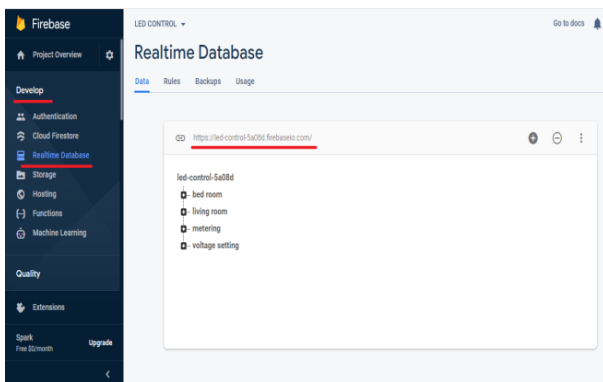 Firebase
Project Overview
Develop
Authentication
Cloud Firestore
Realtime Database
Storage
Hosting
Functions
Machine Learning
Quality
Extensions
Spark
Free $0/month
Upgrade
LED CONTROL
Go to docs
Realtime Database
Data Rules Backups Usage
https://led-control-5a08d.firebaseio.com/
led-control-5a08d
bed room
living room
metering
voltage setting